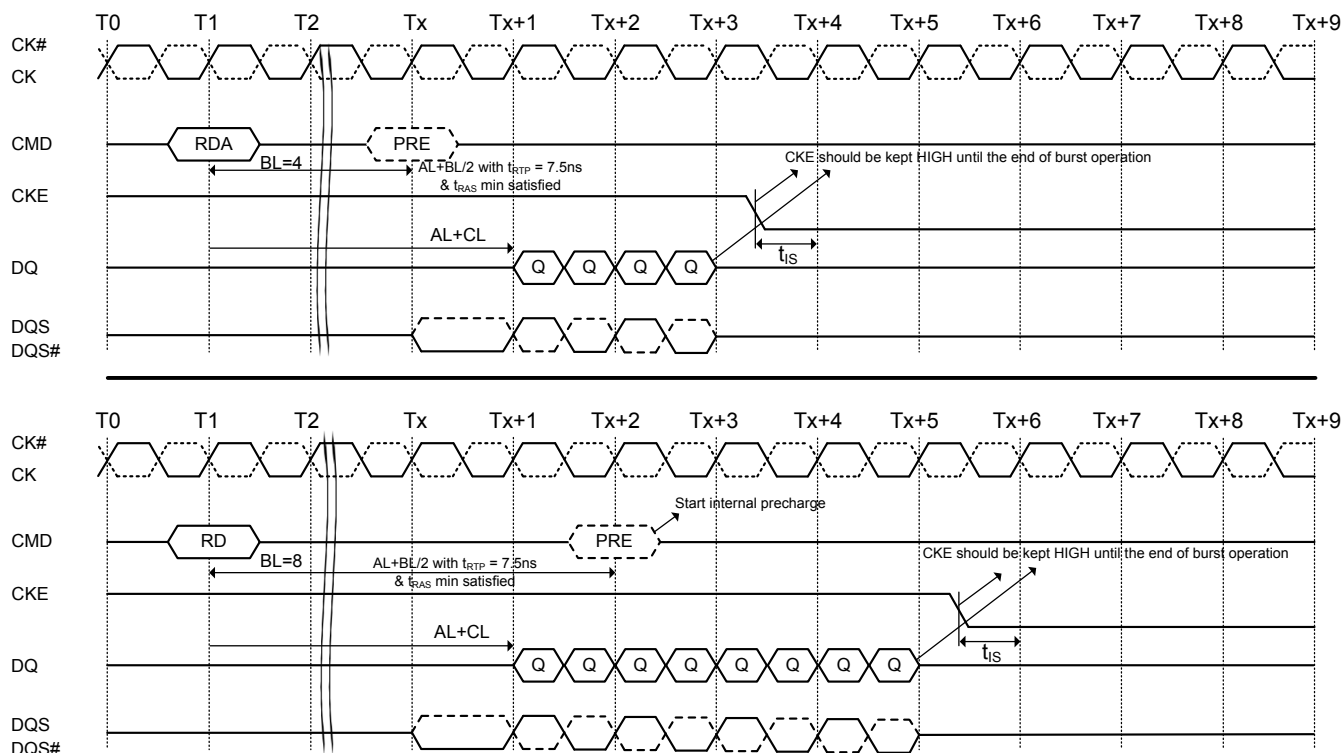 T0 T1 T2 Tx Tx+1 Tx+2 Tx+3 Tx+4 Tx+5 Tx+6 Tx+7 Tx+8 Tx+9
CK#
CK
CMD RDA PRE
BL=4 AL+BL/2 with tRTP = 7.5ns
& tRAS min satisfied
CKE should be kept HIGH until the end of burst operation
CKE
AL+CL
tIS
DQ Q Q Q Q
DQS
DQS#
T0 T1 T2 Tx Tx+1 Tx+2 Tx+3 Tx+4 Tx+5 Tx+6 Tx+7 Tx+8 Tx+9
CK#
CK
Start internal precharge
CMD RD PRE
CKE should be kept HIGH until the end of burst operation
BL=8 AL+BL/2 with tRTP = 7.5ns
& tRAS min satisfied
CKE
AL+CL
tIS
DQ Q Q Q Q Q Q Q Q
DQS
DQS#